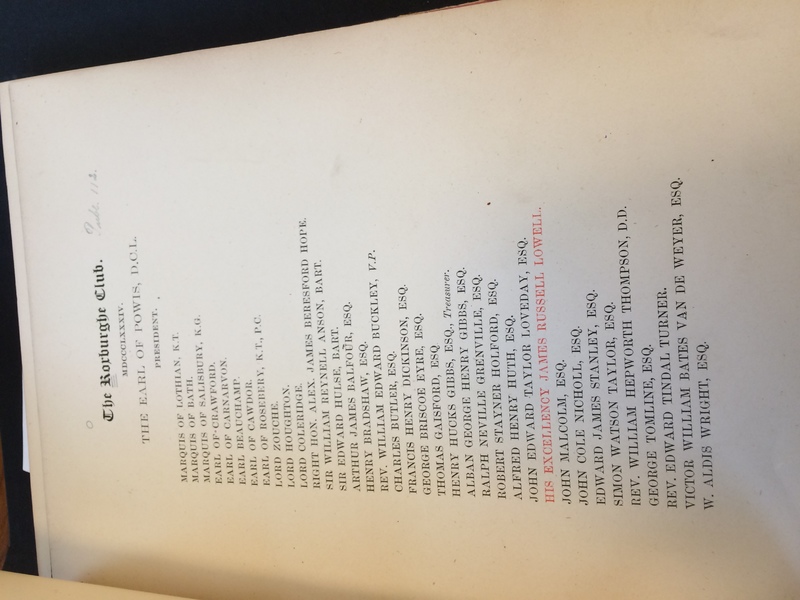 The Roxburghe Club.
MDCCCLXXXIV.
THE EARL OF POWIS, D.C.L.
PRESIDENT.
MARQUIS OF LOTHIAN, K.T.
MARQUIS OF BATH.
MARQUIS OF SALISBURY, K.G.
EARL OF CRAWFORD.
EARL OF CARNARVON.
EARL BEAUCHAMP.
EARL OF CAWDOR.
EARL OF ROSEBERY, K.T., P.C.
LORD ZOUCHE.
LORD HOUGHTON.
LORD COLERIDGE.
RIGHT HON. ALEX. JAMES BERESFORD HOPE.
SIR WILLIAM REYNELL ANSON, BART.
SIR EDWARD HULSE, BART.
ARTHUR JAMES BALFOUR, ESQ.
HENRY BRADSHAW, ESQ.
REV. WILLIAM EDWARD BUCKLEY, V.P.
CHARLES BUTLER, ESQ.
FRANCIS HENRY DICKINSON, ESQ.
GEORGE BRISCOE EYRE, ESQ.
THOMAS GAISFORD, ESQ
HENRY HUCKS GIBBS, ESQ., Treasurer.
ALBAN GEORGE HENRY GIBBS, ESQ.
RALPH NEVILLE GRENVILLE, ESQ.
ROBERT STAYNER HOLFORD, ESQ.
ALFRED HENRY HUTH, ESQ.
JOHN EDWARD TAYLOR LOVEDAY, ESQ.
HIS EXCELLENCY JAMES RUSSELL LOWELL.
JOHN MALCOLM, ESQ.
JOHN COLE NICHOLL, ESQ.
EDWARD JAMES STANLEY, ESQ.
SIMON WATSON TAYLOR, ESQ.
REV. WILLIAM HEPWORTH THOMPSON, D.D.
GEORGE TOMLINE, ESQ.
REV. EDWARD TINDAL TURNER.
VICTOR WILLIAM BATES VAN DE WEYER, ESQ.
W. ALDIS WRIGHT, ESQ.